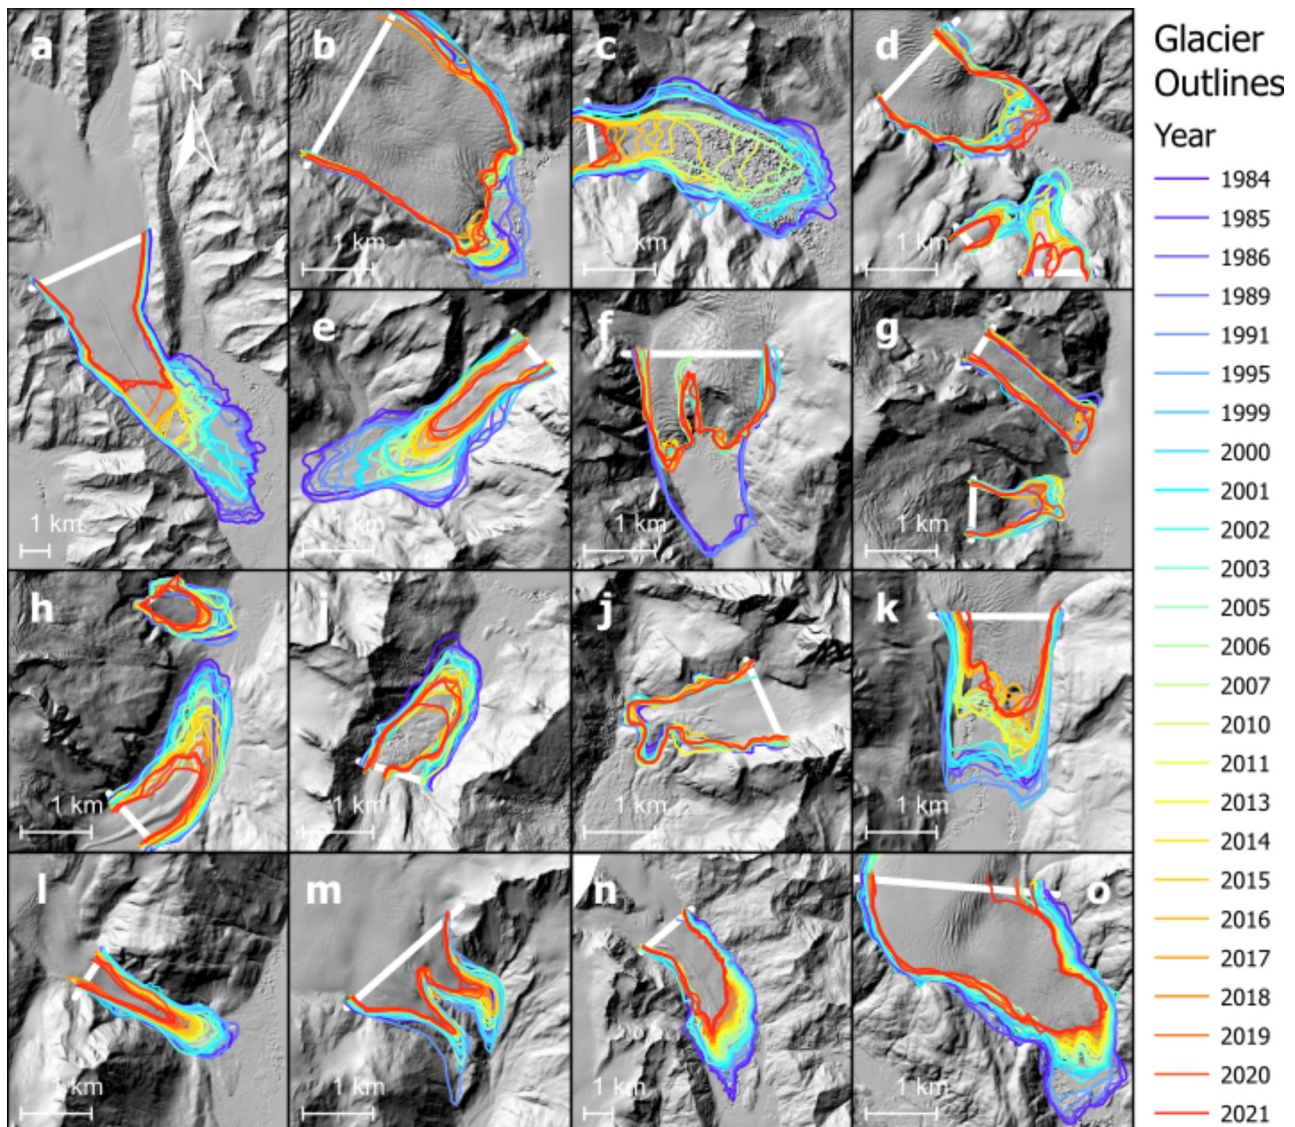 a
N
1 km
b
1 km
c
1 km
d
1 km
e
1 km
f
1 km
g
1 km
h
1 km
i
1 km
j
1 km
k
1 km
l
1 km
m
1 km
n
1 km
o
1 km
Glacier
Outlines
Year
1984
1985
1986
1989
1991
1995
1999
2000
2001
2002
2003
2005
2006
2007
2010
2011
2013
2014
2015
2016
2017
2018
2019
2020
2021